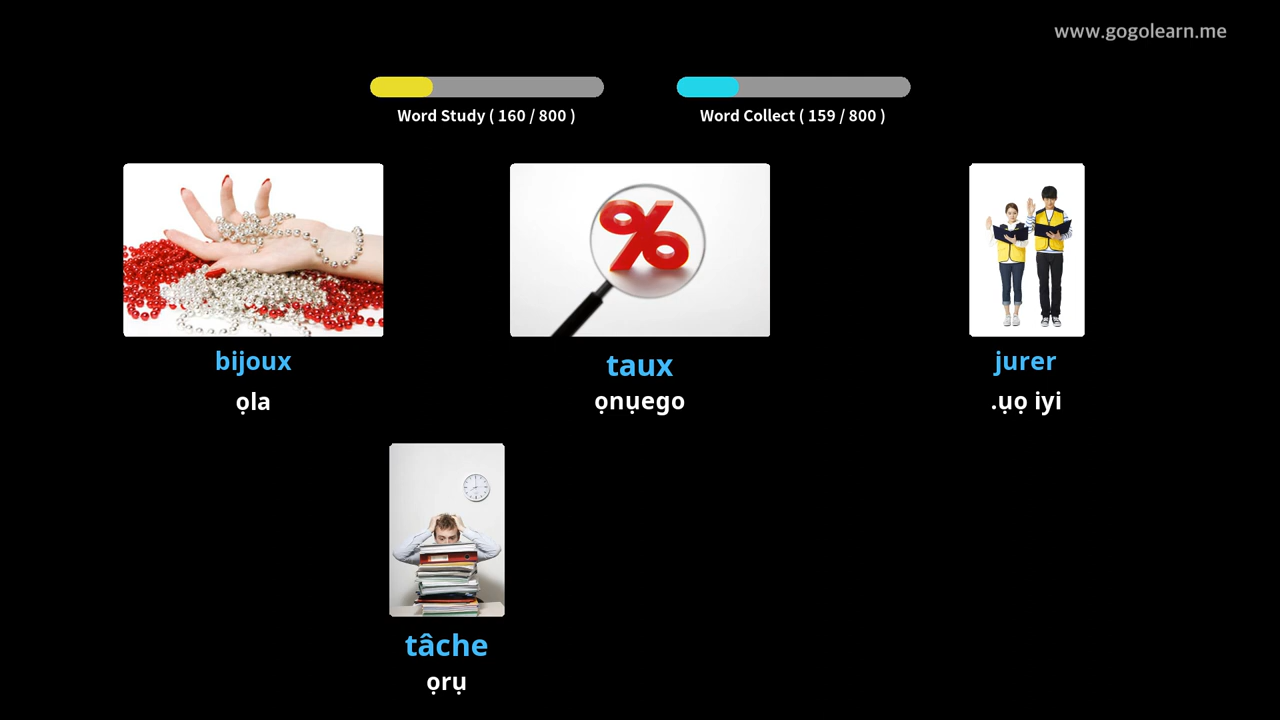 www.gogolearn.me
Word Study ( 160 / 800 )
Word Collect ( 159 / 800 )
bijoux
ọla
taux
ọnụego
jurer
.ụọ iyi
tâche
ọrụ